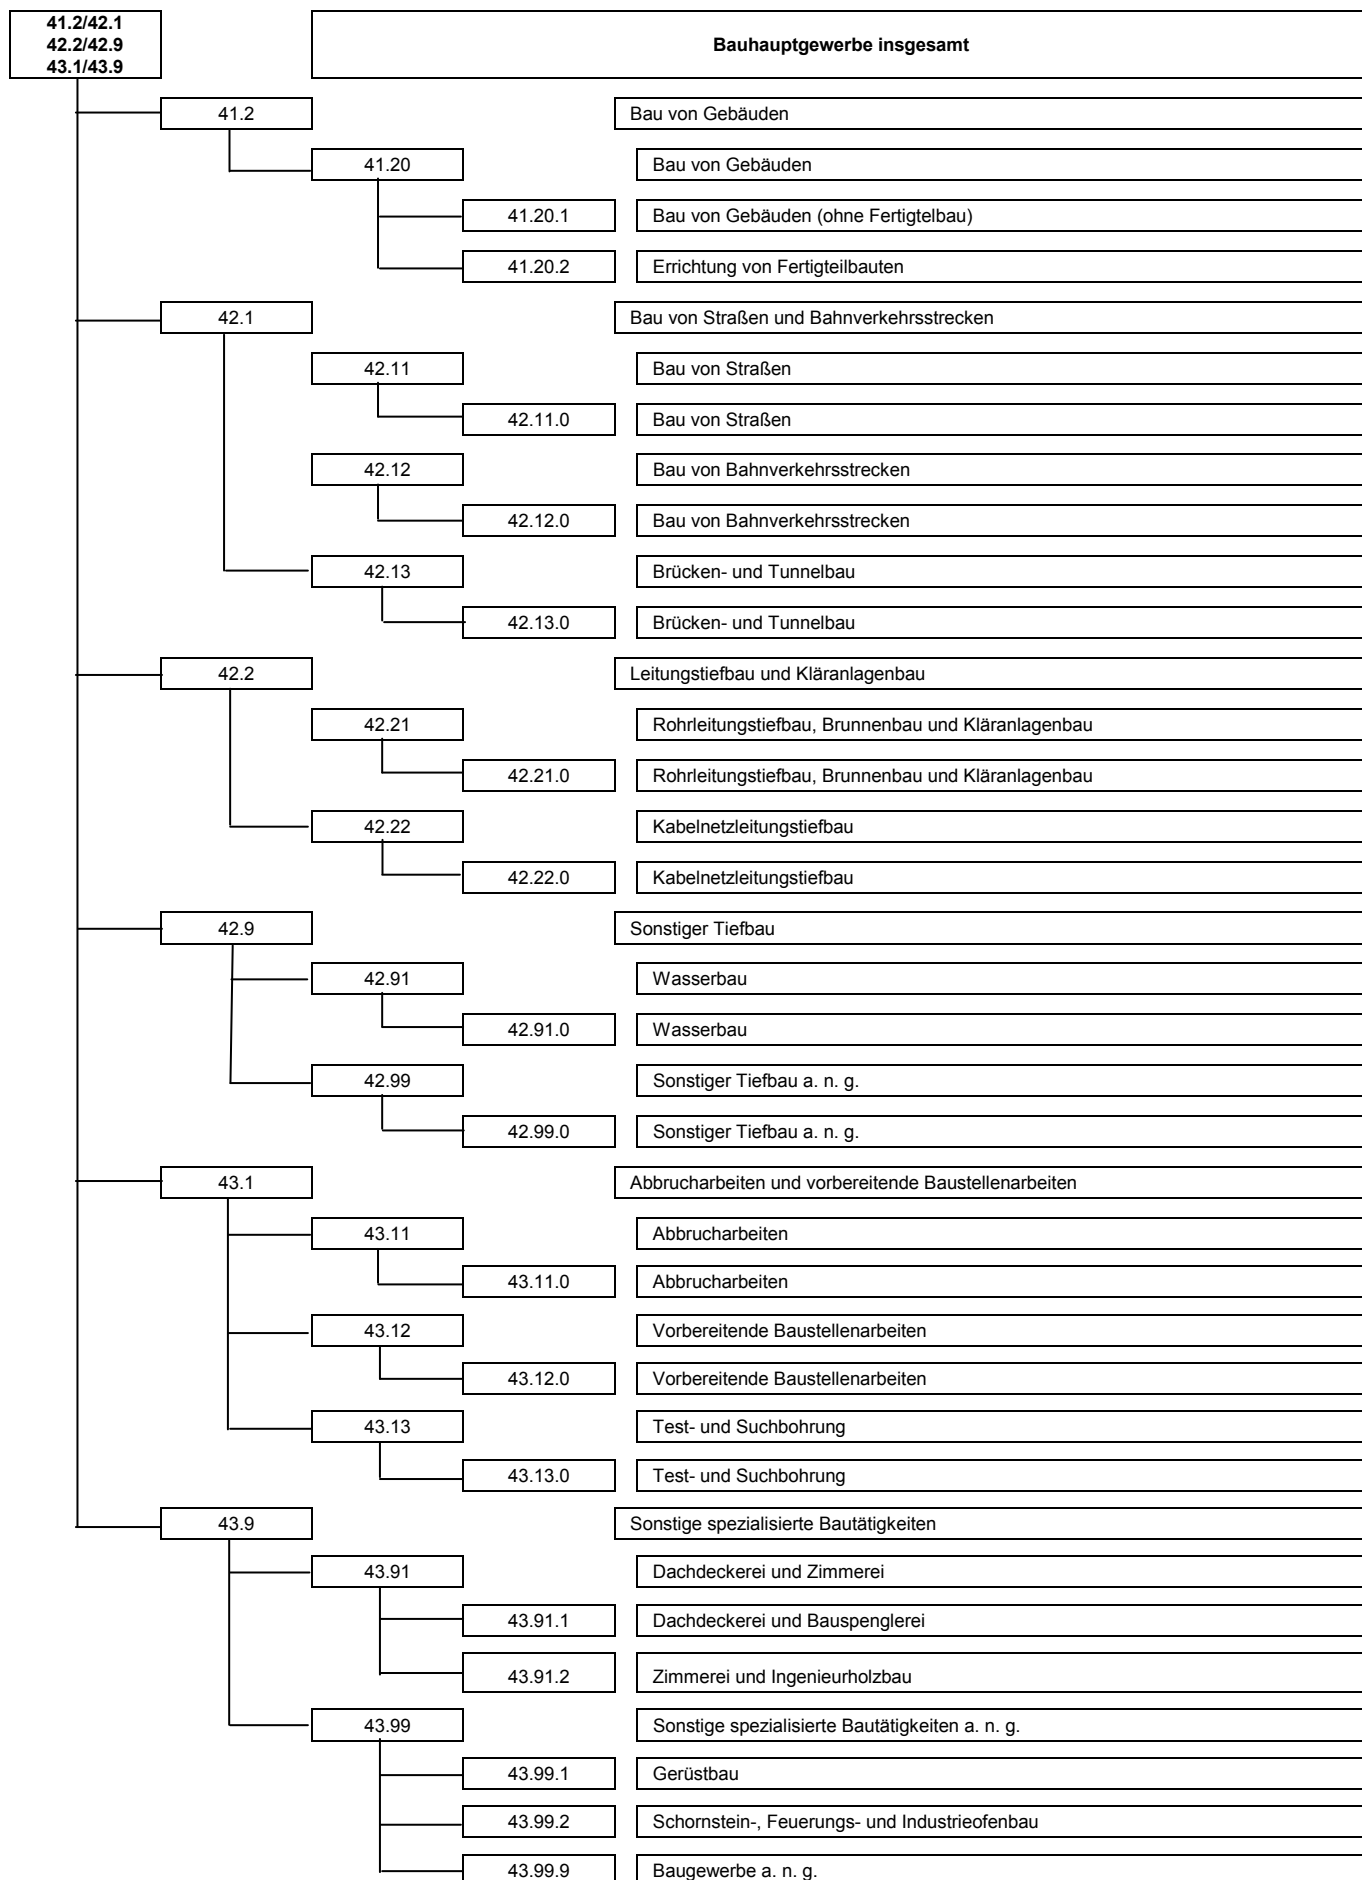 41.2/42.1
42.2/42.9
43.1/43.9
Bauhauptgewerbe insgesamt
41.2 Bau von Gebäuden
41.20 Bau von Gebäuden
41.20.1 Bau von Gebäuden (ohne Fertigtelbau)
41.20.2 Errichtung von Fertigteilbauten
42.1 Bau von Straßen und Bahnverkehrsstrecken
42.11 Bau von Straßen
42.11.0 Bau von Straßen
42.12 Bau von Bahnverkehrsstrecken
42.12.0 Bau von Bahnverkehrsstrecken
42.13 Brücken- und Tunnelbau
42.13.0 Brücken- und Tunnelbau
42.2 Leitungstiefbau und Kläranlagenbau
42.21 Rohrleitungstiefbau, Brunnenbau und Kläranlagenbau
42.21.0 Rohrleitungstiefbau, Brunnenbau und Kläranlagenbau
42.22 Kabelnetzleitungstiefbau
42.22.0 Kabelnetzleitungstiefbau
42.9 Sonstiger Tiefbau
42.91 Wasserbau
42.91.0 Wasserbau
42.99 Sonstiger Tiefbau a. n. g.
42.99.0 Sonstiger Tiefbau a. n. g.
43.1 Abbrucharbeiten und vorbereitende Baustellenarbeiten
43.11 Abbrucharbeiten
43.11.0 Abbrucharbeiten
43.12 Vorbereitende Baustellenarbeiten
43.12.0 Vorbereitende Baustellenarbeiten
43.13 Test- und Suchbohrung
43.13.0 Test- und Suchbohrung
43.9 Sonstige spezialisierte Bautätigkeiten
43.91 Dachdeckerei und Zimmerei
43.91.1 Dachdeckerei und Bauspenglerei
43.91.2 Zimmerei und Ingenieurholzbau
43.99 Sonstige spezialisierte Bautätigkeiten a. n. g.
43.99.1 Gerüstbau
43.99.2 Schornstein-, Feuerungs- und Industrieofenbau
43.99.9 Baugewerbe a. n. g.